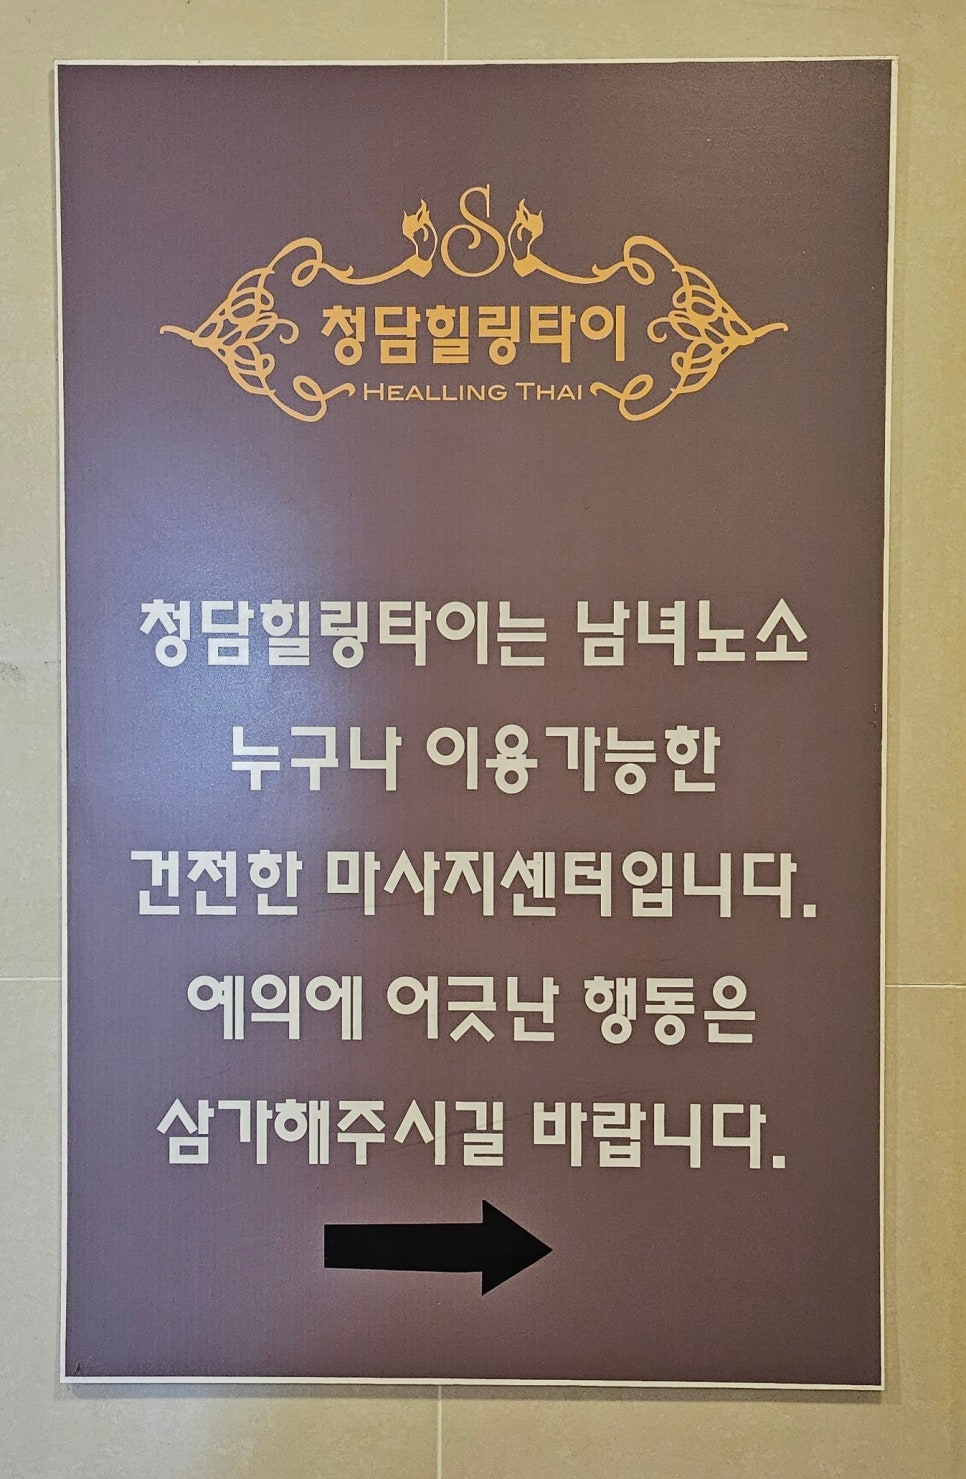 S
청담힐링타이
HEALLING THAI
청담힐링타이는 남녀노소
누구나 이용가능한
건전한 마사지센터입니다.
예의에 어긋난 행동은
삼가해주시길 바랍니다.